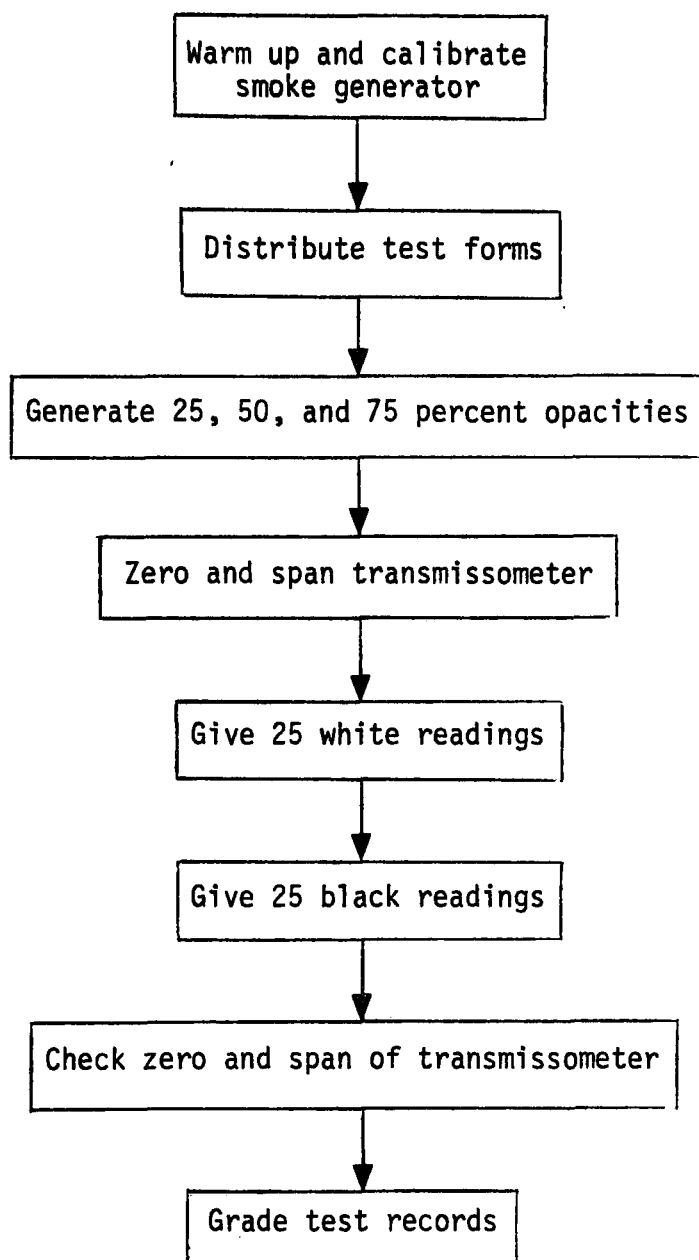 Warm up and calibrate
smoke generator
Distribute test forms
Generate 25, 50, and 75 percent opacities
Zero and span transmissometer
Give 25 white readings
Give 25 black readings
Check zero and span of transmissometer
Grade test records